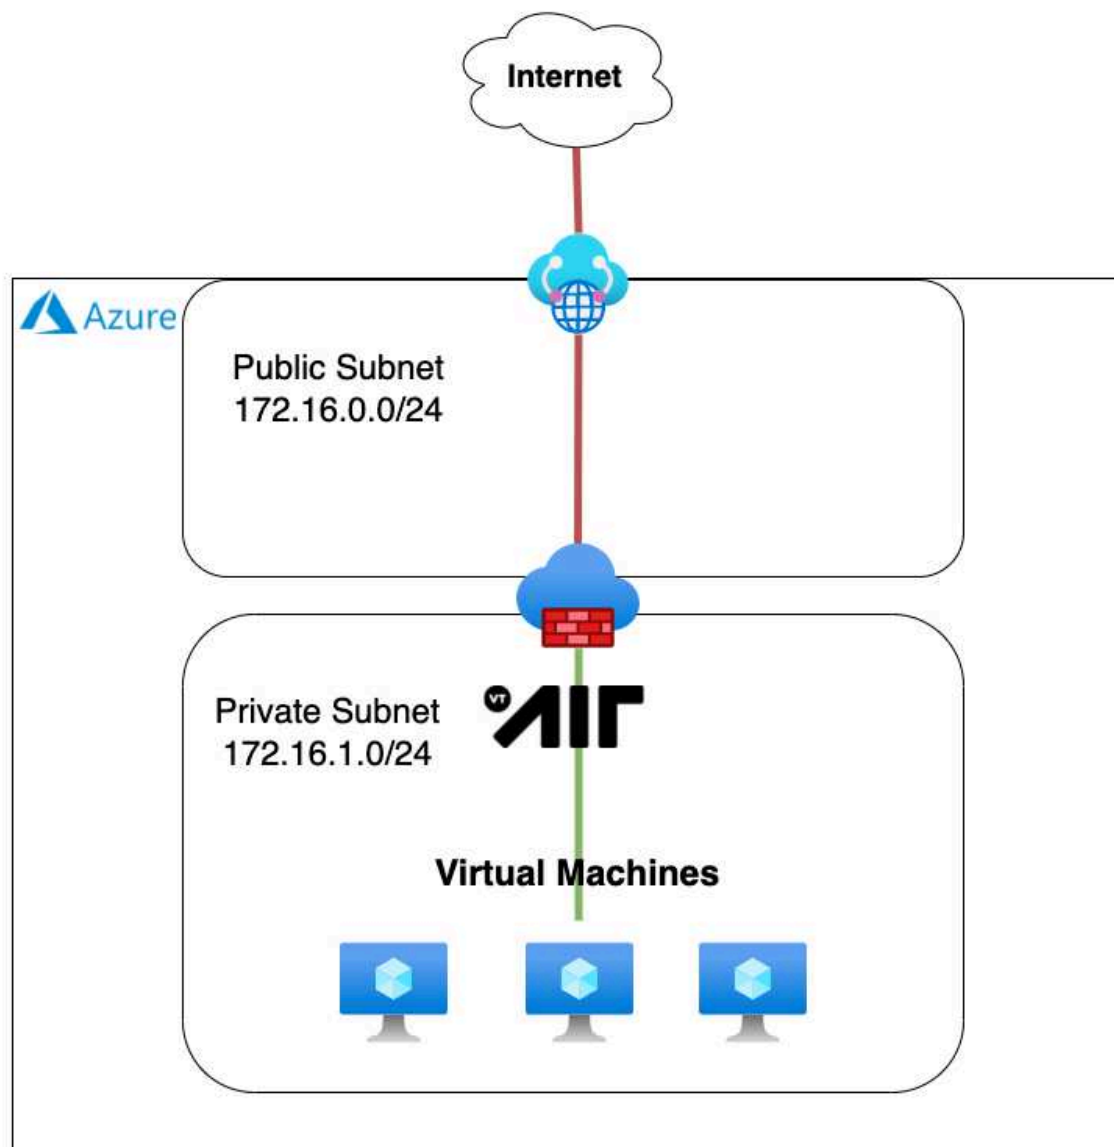 Internet
Azure
Public Subnet
172.16.0.0/24
Private Subnet
172.16.1.0/24
VT
AIR
Virtual Machines